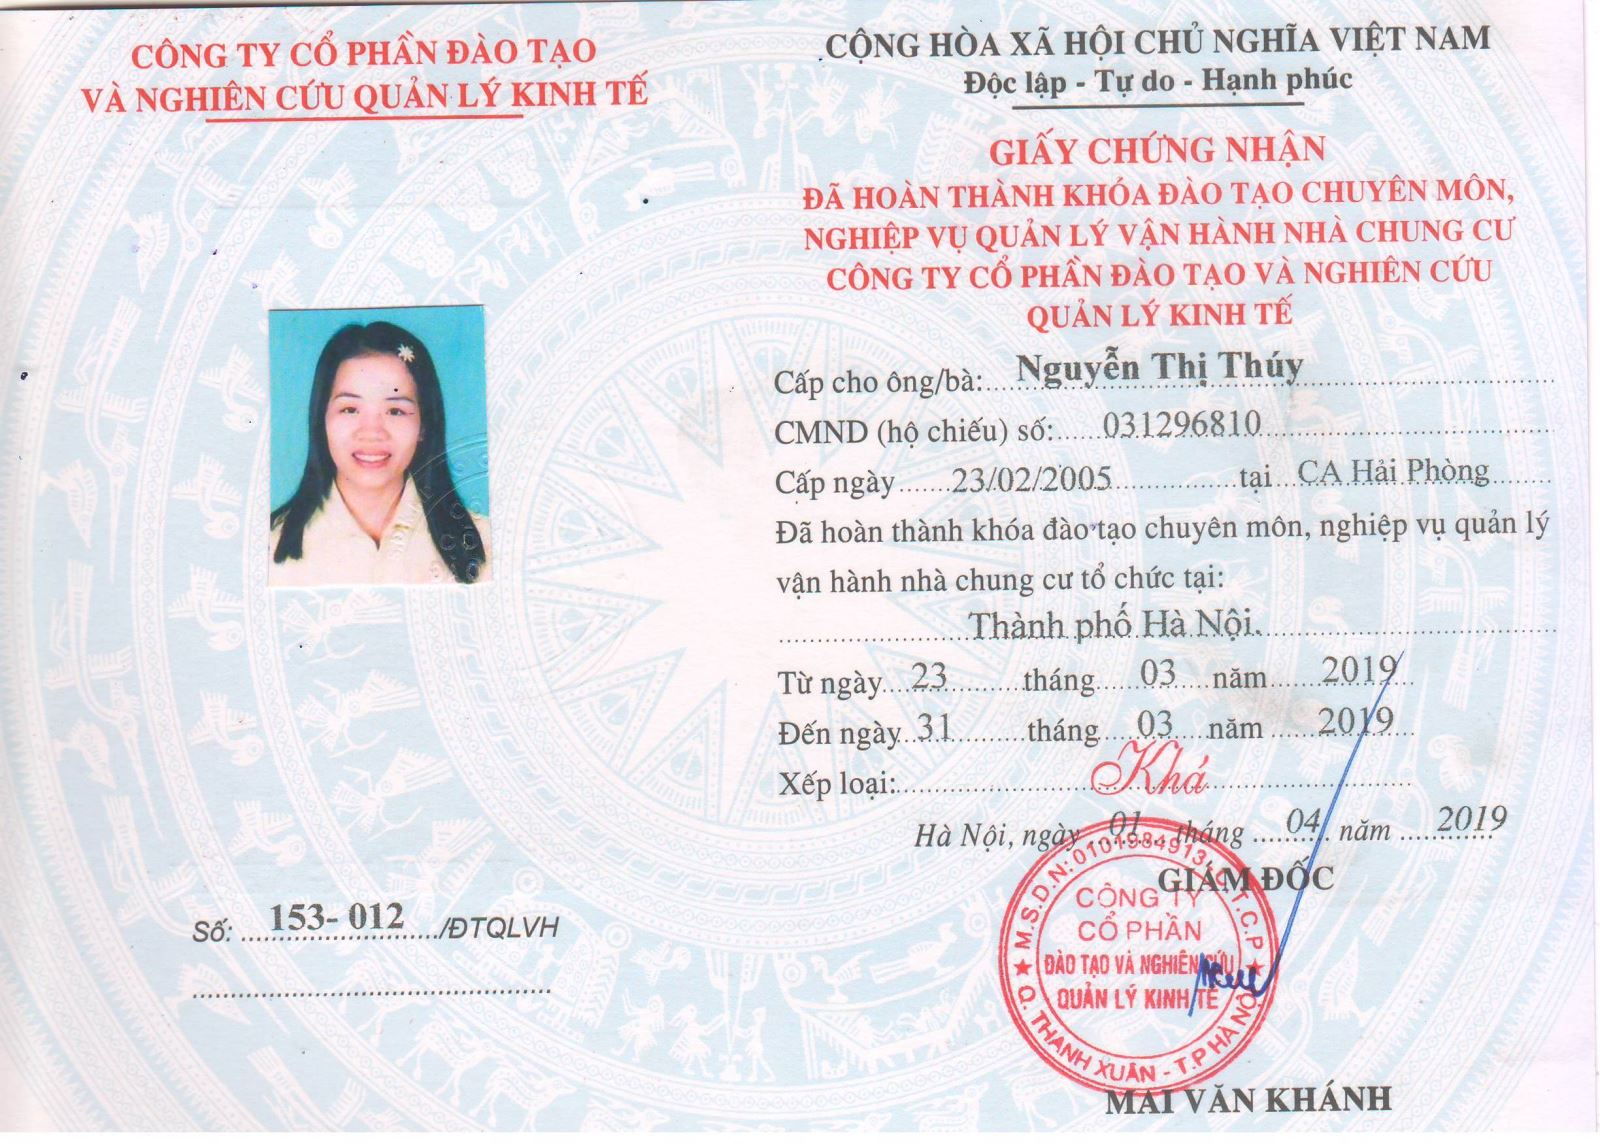 CÔNG TY CỔ PHẦN ĐÀO TẠO
VÀ NGHIÊN CỨU QUẢN LÝ KINH TẾ
CỘNG HÒA XÃ HỘI CHỦ NGHĨA VIỆT NAM
Độc lập - Tự do - Hạnh phúc
GIẤY CHỨNG NHẬN
ĐÃ HOÀN THÀNH KHÓA ĐÀO TẠO CHUYÊN MÔN,
NGHIỆP VỤ QUẢN LÝ VẬN HÀNH NHÀ CHUNG CƯ
CÔNG TY CỔ PHẦN ĐÀO TẠO VÀ NGHIÊN CỨU
QUẢN LÝ KINH TẾ
Cấp cho ông/bà: Nguyễn Thị Thúy
CMND (hộ chiếu) số: 031296810
Cấp ngày 23/02/2005 tại CA Hải Phòng
Đã hoàn thành khóa đào tạo chuyên môn, nghiệp vụ quản lý
vận hành nhà chung cư tổ chức tại:
Thành phố Hà Nội.
Từ ngày 23 tháng 03 năm 2019
Đến ngày 31 tháng 03 năm 2019
Xếp loại: Khá
Hà Nội, ngày 01 tháng 04 năm 2019
GIÁM ĐỐC
M.S.D.N: 0101984913 C.T.C.P
CÔNG TY
CỔ PHẦN
ĐÀO TẠO VÀ NGHIÊN CỨU
QUẢN LÝ KINH TẾ
Q. THANH XUÂN - T.P HÀ NỘI
MAI VĂN KHÁNH
Số: 153- 012 /ĐTQLVH